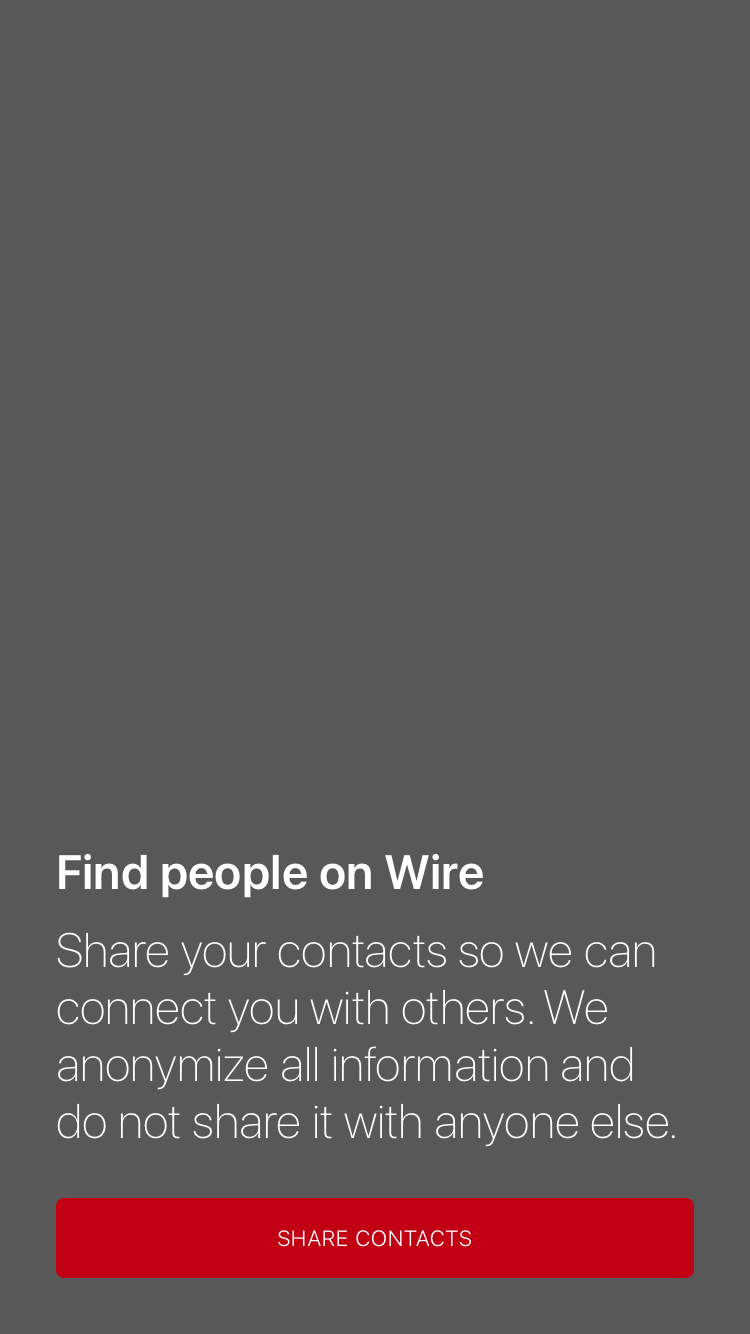 Find people on Wire
Share your contacts so we can
connect you with others. We
anonymize all information and
do not share it with anyone else.
SHARE CONTACTS